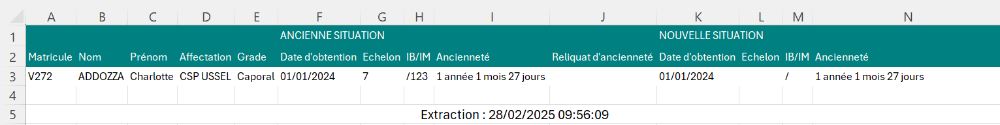 A B C D E F G H I J K L M N
1 ANCIENNE SITUATION NOUVELLE SITUATION
2 Matricule Nom Prénom Affectation Grade Date d'obtention Echelon IB/IM Ancienneté Reliquat d'ancienneté Date d'obtention Echelon IB/IM Ancienneté
3 V272 ADDOZZA Charlotte CSP USSEL Caporal 01/01/2024 7 /123 1 année 1 mois 27 jours 01/01/2024 / 1 année 1 mois 27 jours
4
5 Extraction : 28/02/2025 09:56:09